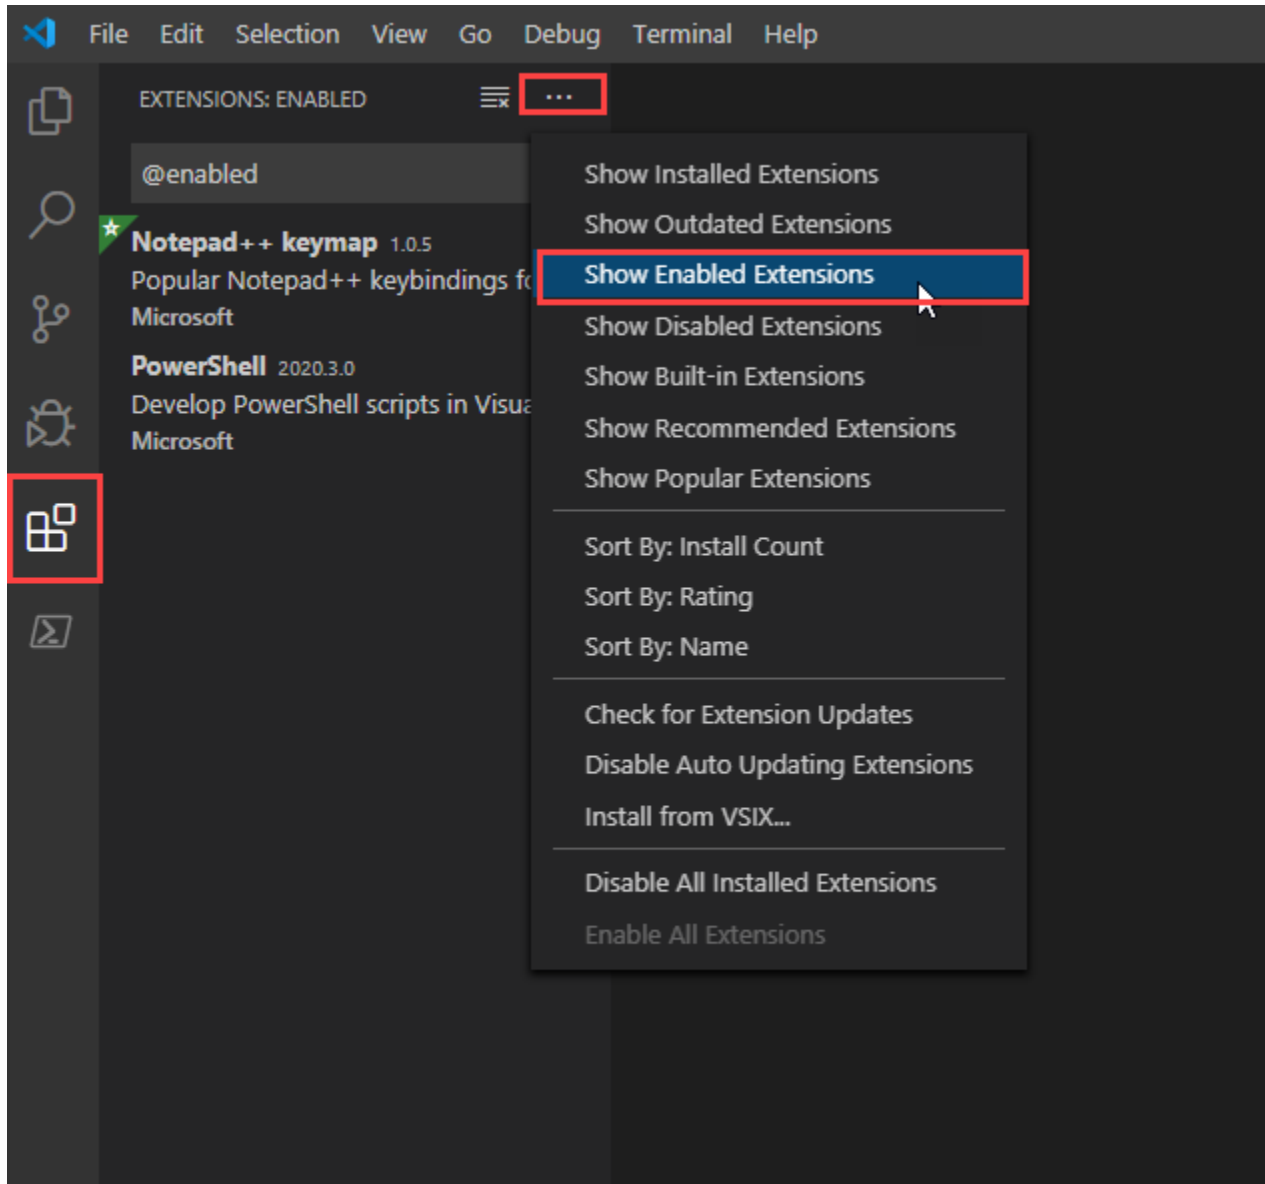 File Edit Selection View Go Debug Terminal Help
EXTENSIONS: ENABLED
@enabled
Notepad++ keymap 1.0.5
Popular Notepad++ keybindings
Microsoft
PowerShell 2020.3.0
Develop PowerShell scripts in
Microsoft
Show Installed Extensions
Show Outdated Extensions
Show Enabled Extensions
Show Disabled Extensions
Show Built-in Extensions
Show Recommended Extensions
Show Popular Extensions
Sort By: Install Count
Sort By: Rating
Sort By: Name
Check for Extension Updates
Disable Auto Updating Extensions
Install from VSIX...
Disable All Installed Extensions
Enable All Extensions